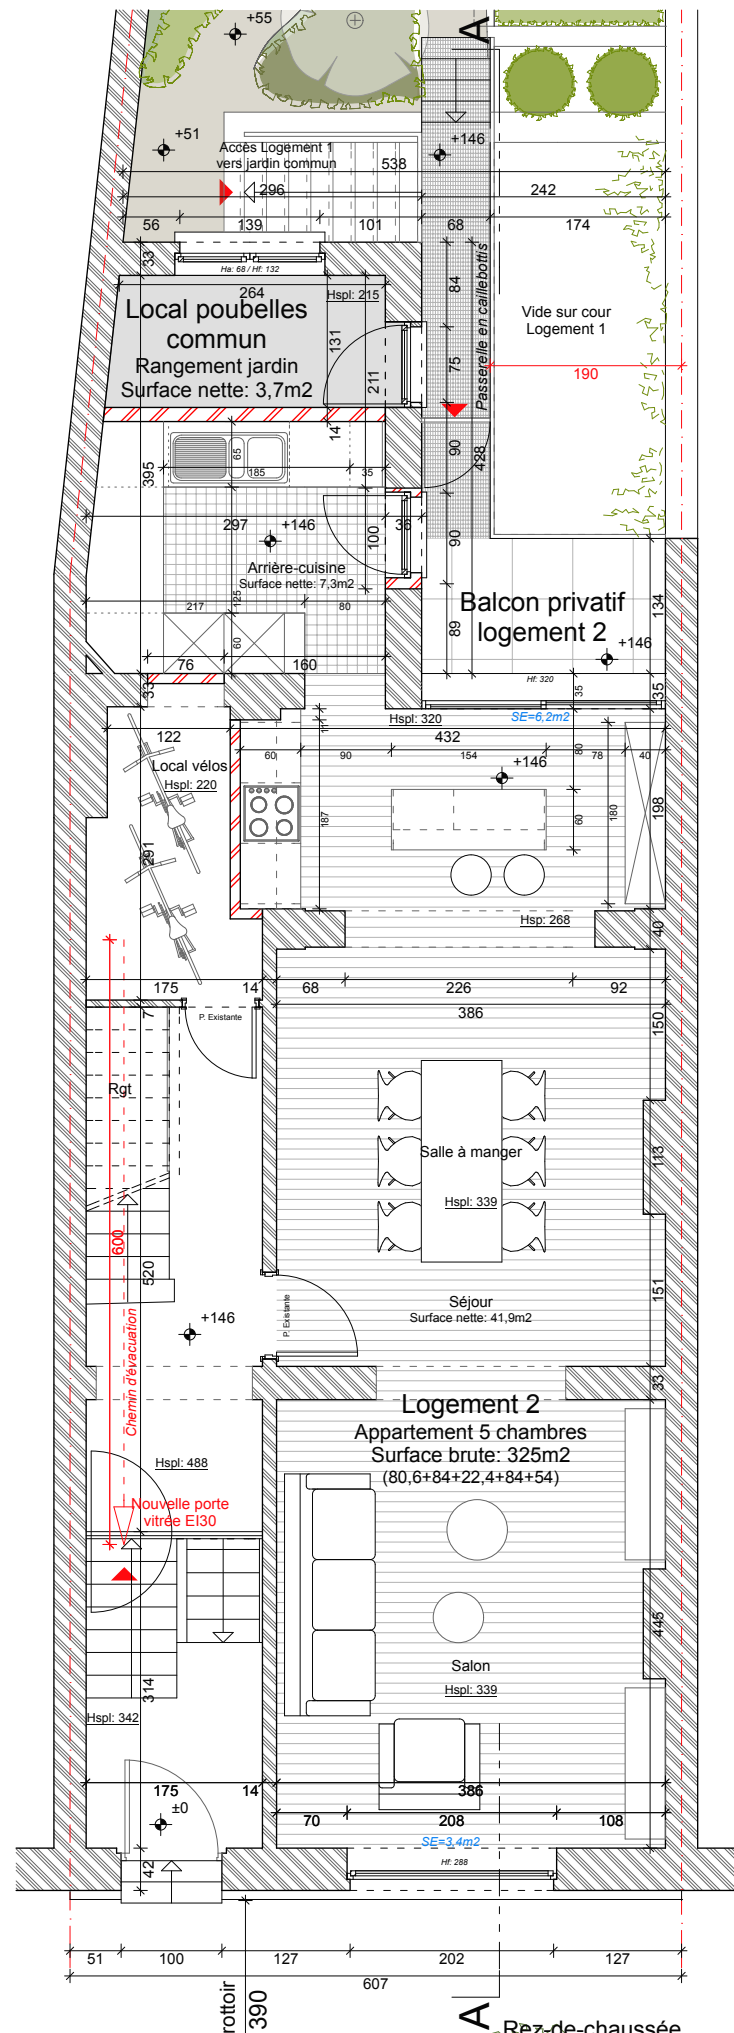 +55
A
+51
+146
Accès Logement 1
vers jardin commun
538
296
242
56
139
101
68
174
33
Ha: 68 / Hf: 132
264
Hspl: 215
84
Passerelle en caillebottis
Vide sur cour
Logement 1
Local poubelles
commun
Rangement jardin
Surface nette: 3,7m2
131
211
75
190
14
90
428
395
65
185
35
297
+146
100
36
90
Arrière-cuisine
Surface nette: 7,3m2
217
125
80
Balcon privatif
logement 2
134
89
+146
60
76
160
33
Hf: 320
35
35
122
11
Hspl: 320
SE=6,2m2
432
Local vélos
Hspl: 220
60
90
154
80
78
40
+146
291
187
60
180
198
Hsp: 268
40
175
14
68
226
92
7
P. Existante
386
150
Rgt
Salle à manger
113
Hspl: 339
600
520
Séjour
Surface nette: 41,9m2
151
P. Existante
+146
Chemin d'évacuation
33
Logement 2
Appartement 5 chambres
Surface brute: 325m2
(80,6+84+22,4+84+54)
Hspl: 488
Nouvelle porte
vitrée EI30
445
314
Salon
Hspl: 339
Hspl: 342
175
14
386
±0
70
208
108
SE=3,4m2
42
Hf: 288
51
100
127
202
127
607
rottoir
390
A
Rez-de-chaussée